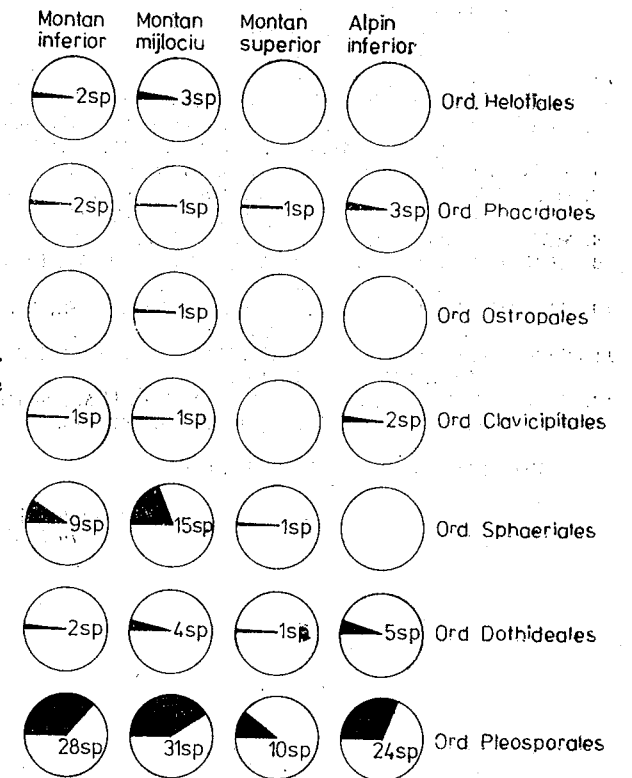 Montan inferior
Montan mijlociu
Montan superior
Alpin inferior
2sp 3sp Ord. Helotiales
2sp 1sp 1sp 3sp Ord Phacidiales
1sp Ord Ostropales
1sp 1sp 2sp Ord Clavicipitales
9sp 15sp 1sp Ord. Sphaeriales
2sp 4sp 1sp 5sp Ord Dothideales
28sp 31sp 10sp 24sp Ord Pleosporales